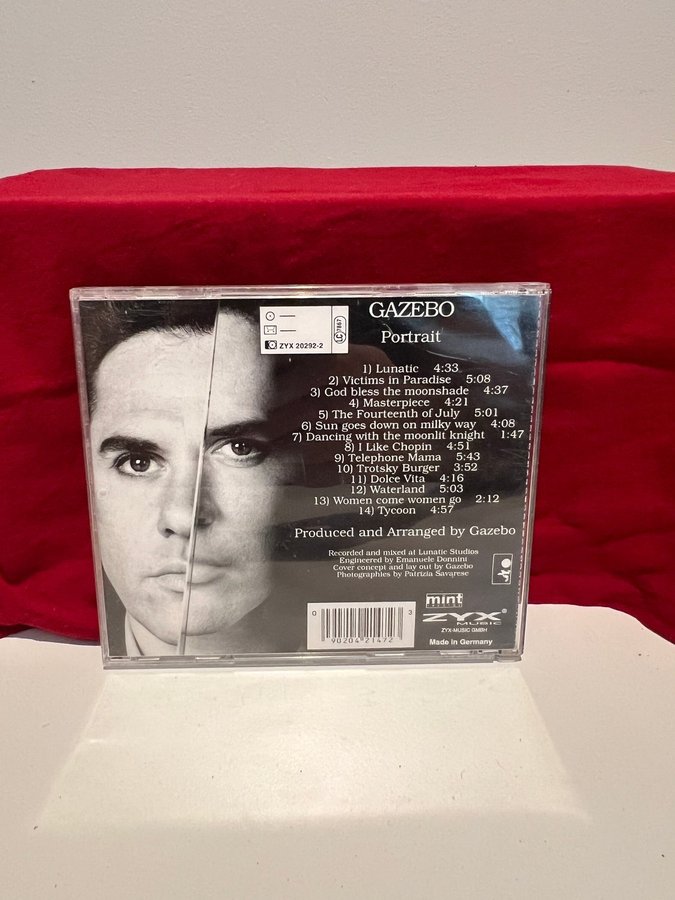 GAZEBO
Portrait
ZYX 20292-2
LC 7867
1) Lunatic 4:33
2) Victims in Paradise 5:08
3) God bless the moonshade 4:37
4) Masterpiece 4:21
5) The Fourteenth of July 5:01
6) Sun goes down on milky way 4:08
7) Dancing with the moonlit knight 1:47
8) I Like Chopin 4:51
9) Telephone Mama 5:43
10) Trotsky Burger 3:52
11) Dolce Vita 4:16
12) Waterland 5:03
13) Women come women go 2:12
14) Tycoon 4:57
Produced and Arranged by Gazebo
Recorded and mixed at Lunatic Studios
Engineered by Emanuele Donnini
Cover concept and lay out by Gazebo
Photographies by Patrizia Savarese
mint
ZYX®
MUSIC
ZYX-MUSIC GMBH
Made in Germany
0 90204 21472 3